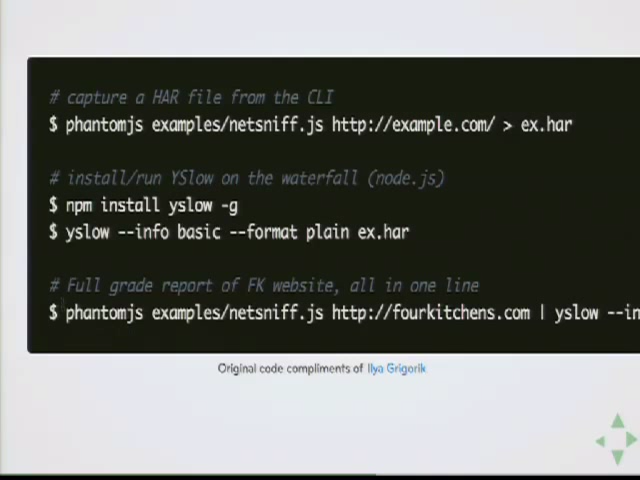 # capture a HAR file from the CLI
$ phantomjs examples/netsniff.js http://example.com/ > ex.har
# install/run YSlow on the waterfall (node.js)
$ npm install yslow -g
$ yslow --info basic --format plain ex.har
# Full grade report of FK website, all in one line
$ phantomjs examples/netsniff.js http://fourkitchens.com | yslow --in
Original code compliments of Ilya Grigorik